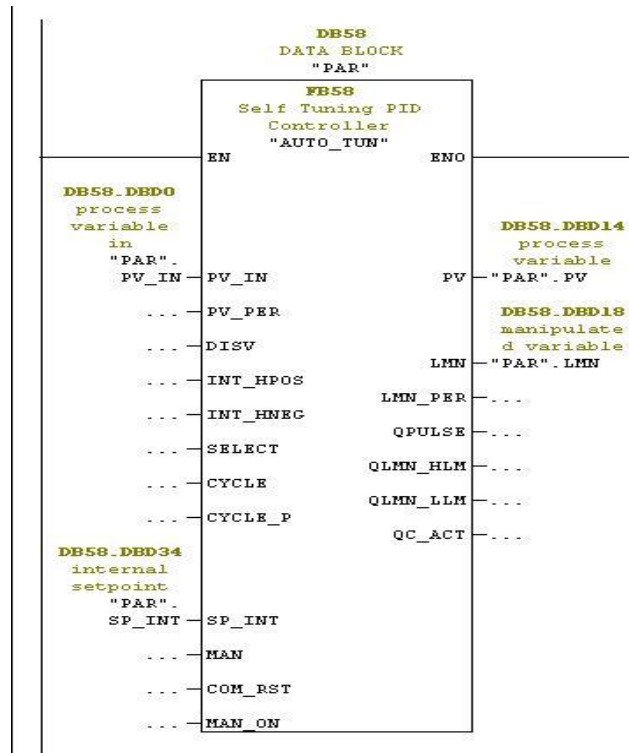 DB58
DATA BLOCK
"PAR"
FB58
Self Tuning PID
Controller
"AUTO_TUN"
EN ENO
DB58.DBD0
process
variable
in
"PAR".
PV_IN PV_IN
... PV_PER
... DISV
... INT_HPOS
... INT_HNEG
... SELECT
... CYCLE
... CYCLE_P
DB58.DBD34
internal
setpoint
"PAR".
SP_INT SP_INT
... MAN
... COM_RST
... MAN_ON
DB58.DBD14
process
variable
PV "PAR".PV
DB58.DBD18
manipulate
d variable
LMN "PAR".LMN
LMN_PER ...
QPULSE ...
QLMN_HLM ...
QLMN_LLM ...
QC_ACT ...